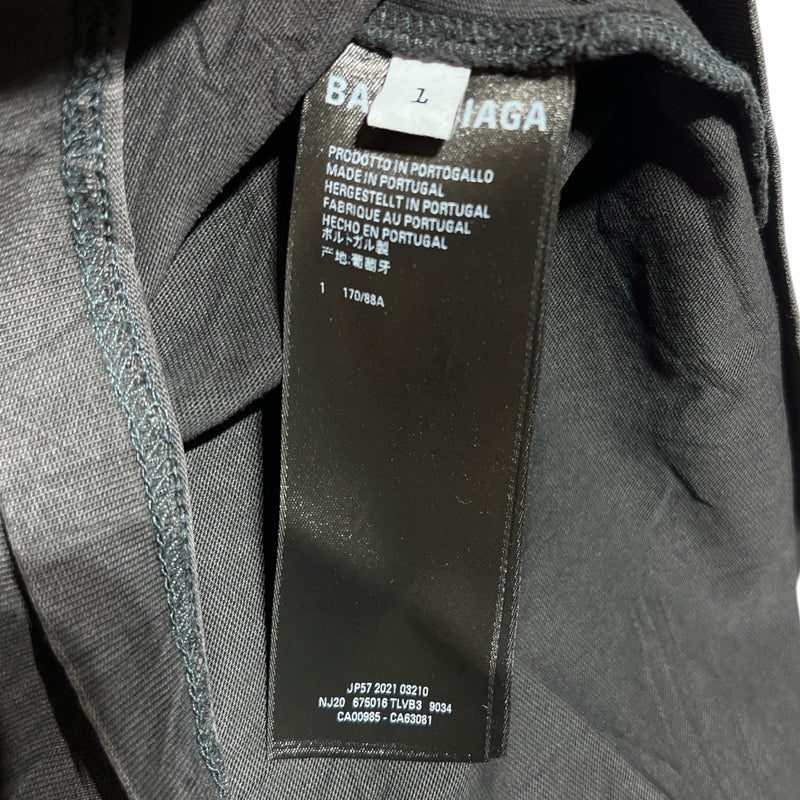 BA IAGA
1
PRODOTTO IN PORTOGALLO
MADE IN PORTUGAL
HERGESTELLT IN PORTUGAL
FABRIQUE AU PORTUGAL
HECHO EN PORTUGAL
ポルトガル製
产地:葡萄牙
1 170/88A
JP57 2021 03210
NJ20 675016 TLVB3 9034
CA00985 - CA63081